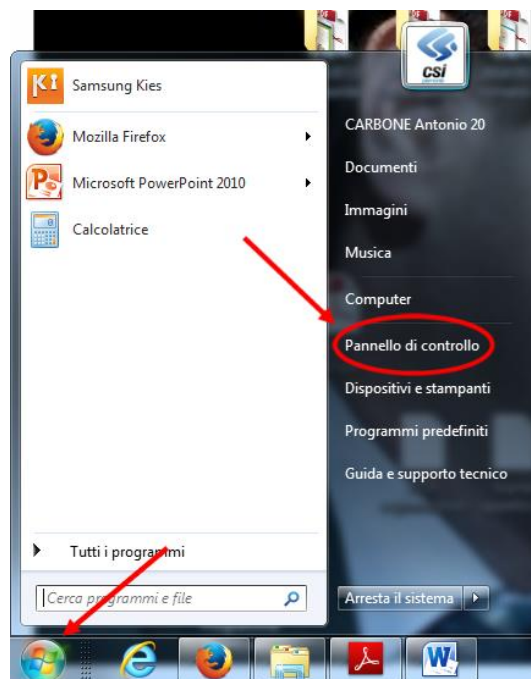 csi
Samsung Kies
Mozilla Firefox
Microsoft PowerPoint 2010
Calcolatrice
Tutti i programmi
Cerca programmi e file
CARBONE Antonio 20
Documenti
Immagini
Musica
Computer
Pannello di controllo
Dispositivi e stampanti
Programmi predefiniti
Guida e supporto tecnico
Arresta il sistema